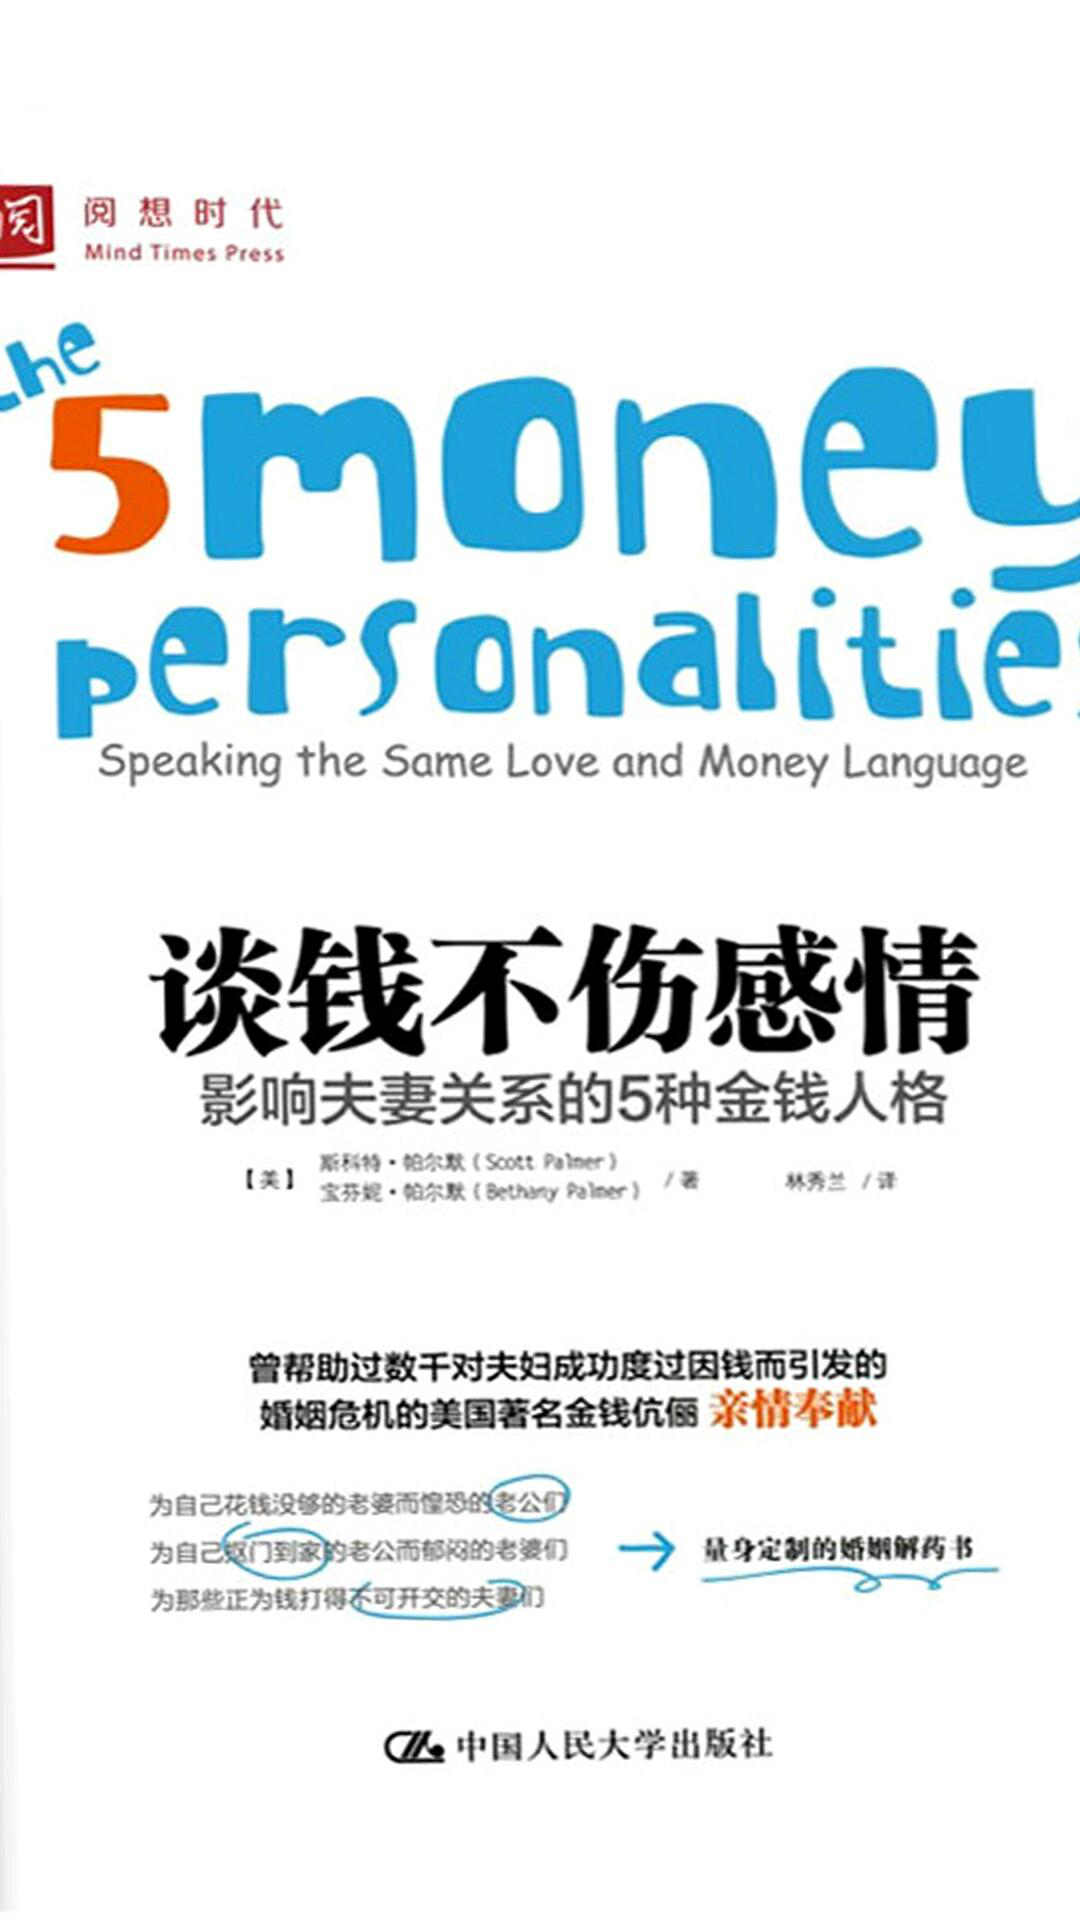 阅想时代
Mind Times Press
the
5 money
personalities
Speaking the Same Love and Money Language
谈钱不伤感情
影响夫妻关系的5种金钱人格
【美】 斯科特·帕尔默（Scott Palmer）
宝芬妮·帕尔默（Bethany Palmer） /著 林秀兰 /译
曾帮助过数千对夫妇成功度过因钱而引发的
婚姻危机的美国著名金钱伉俪 亲情奉献
为自己花钱没够的老婆而惶恐的老公们
为自己抠门到家的老公而郁闷的老婆们
为那些正为钱打得不可开交的夫妻们
量身定制的婚姻解药书
中国人民大学出版社